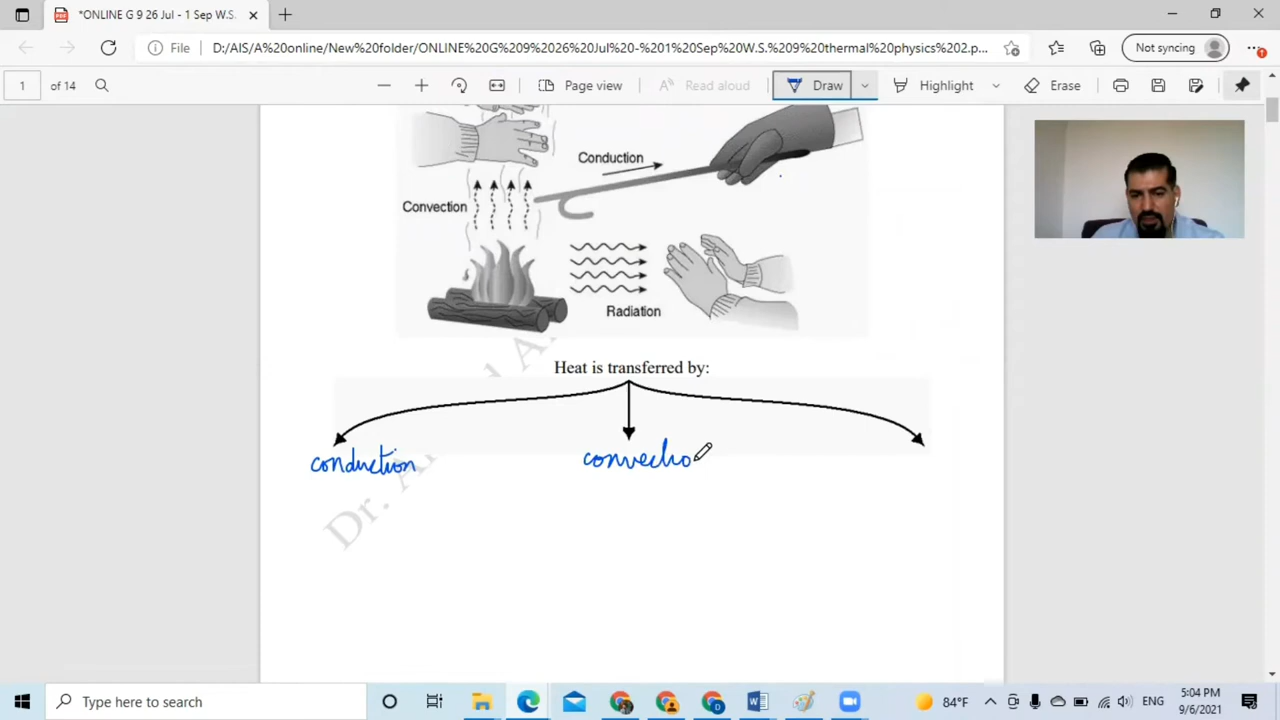 *ONLINE G 9 26 Jul - 1 Sep W.S.
File
D:/AIS/A%20online/New%20folder/ONLINE%20G%209%2026%20Jul%20-%201%20Sep%20W.S.%209%20thermal%20physics%202.p...
Not syncing
1 of 14
Page view
Read aloud
Draw
Highlight
Erase
Conduction
Convection
Radiation
Heat is transferred by:
conduction
convectio
Dr. A
Type here to search
84°F
ENG
5:04 PM
9/6/2021